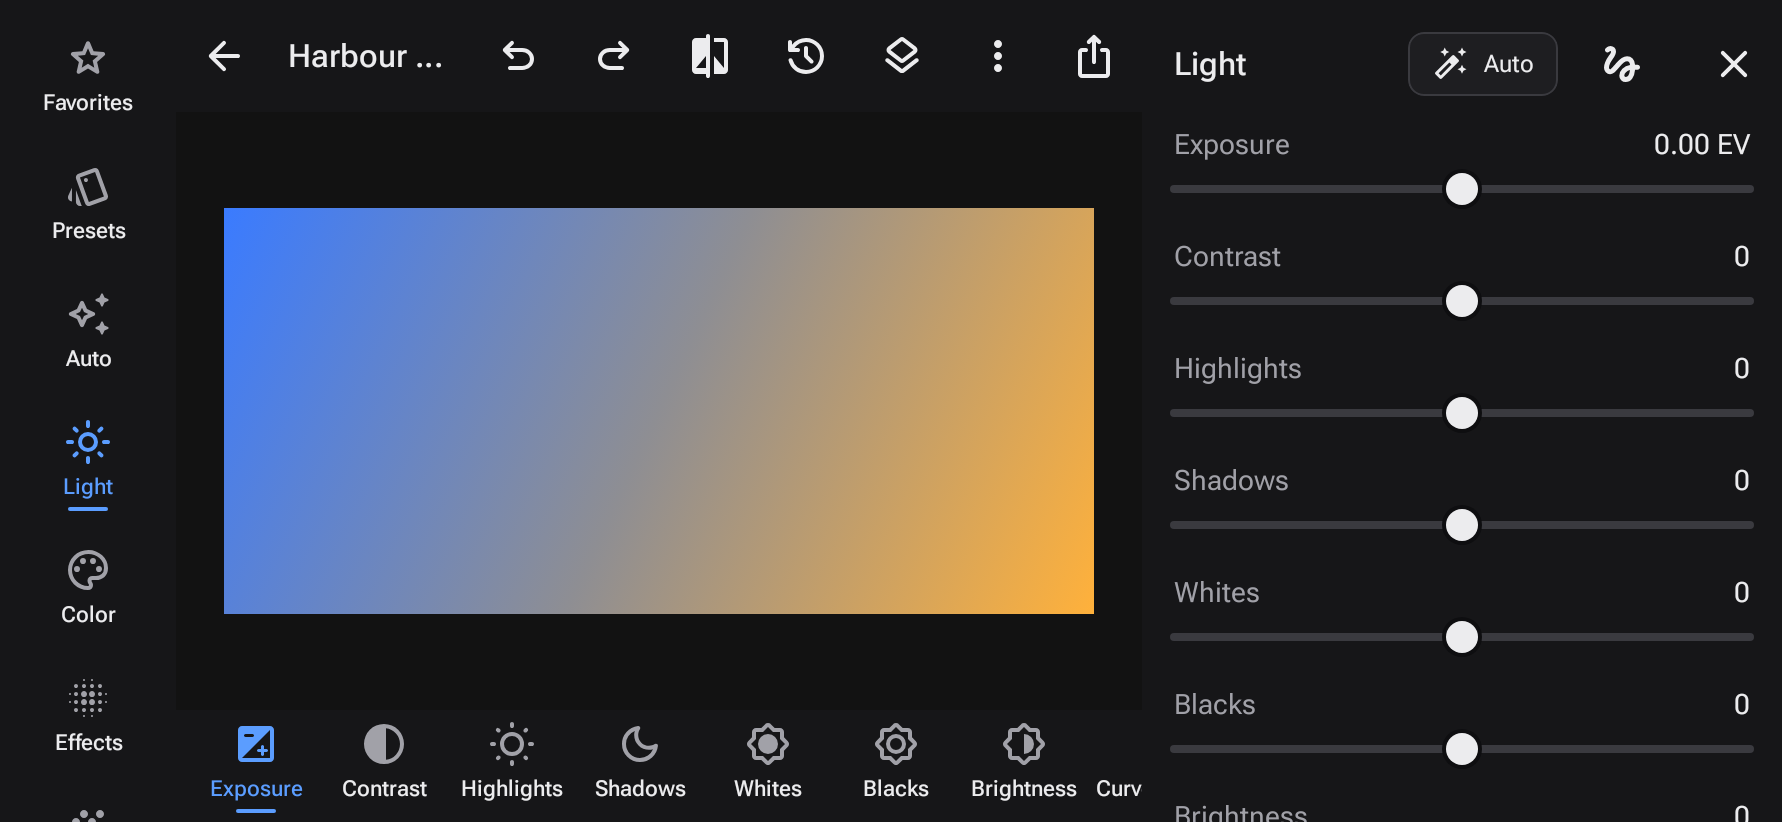 Favorites
Presets
Auto
Light
Color
Effects
Harbour ...
Exposure
Contrast
Highlights
Shadows
Whites
Blacks
Brightness
Curv
Light
Auto
Exposure 0.00 EV
Contrast 0
Highlights 0
Shadows 0
Whites 0
Blacks 0
Brightness 0